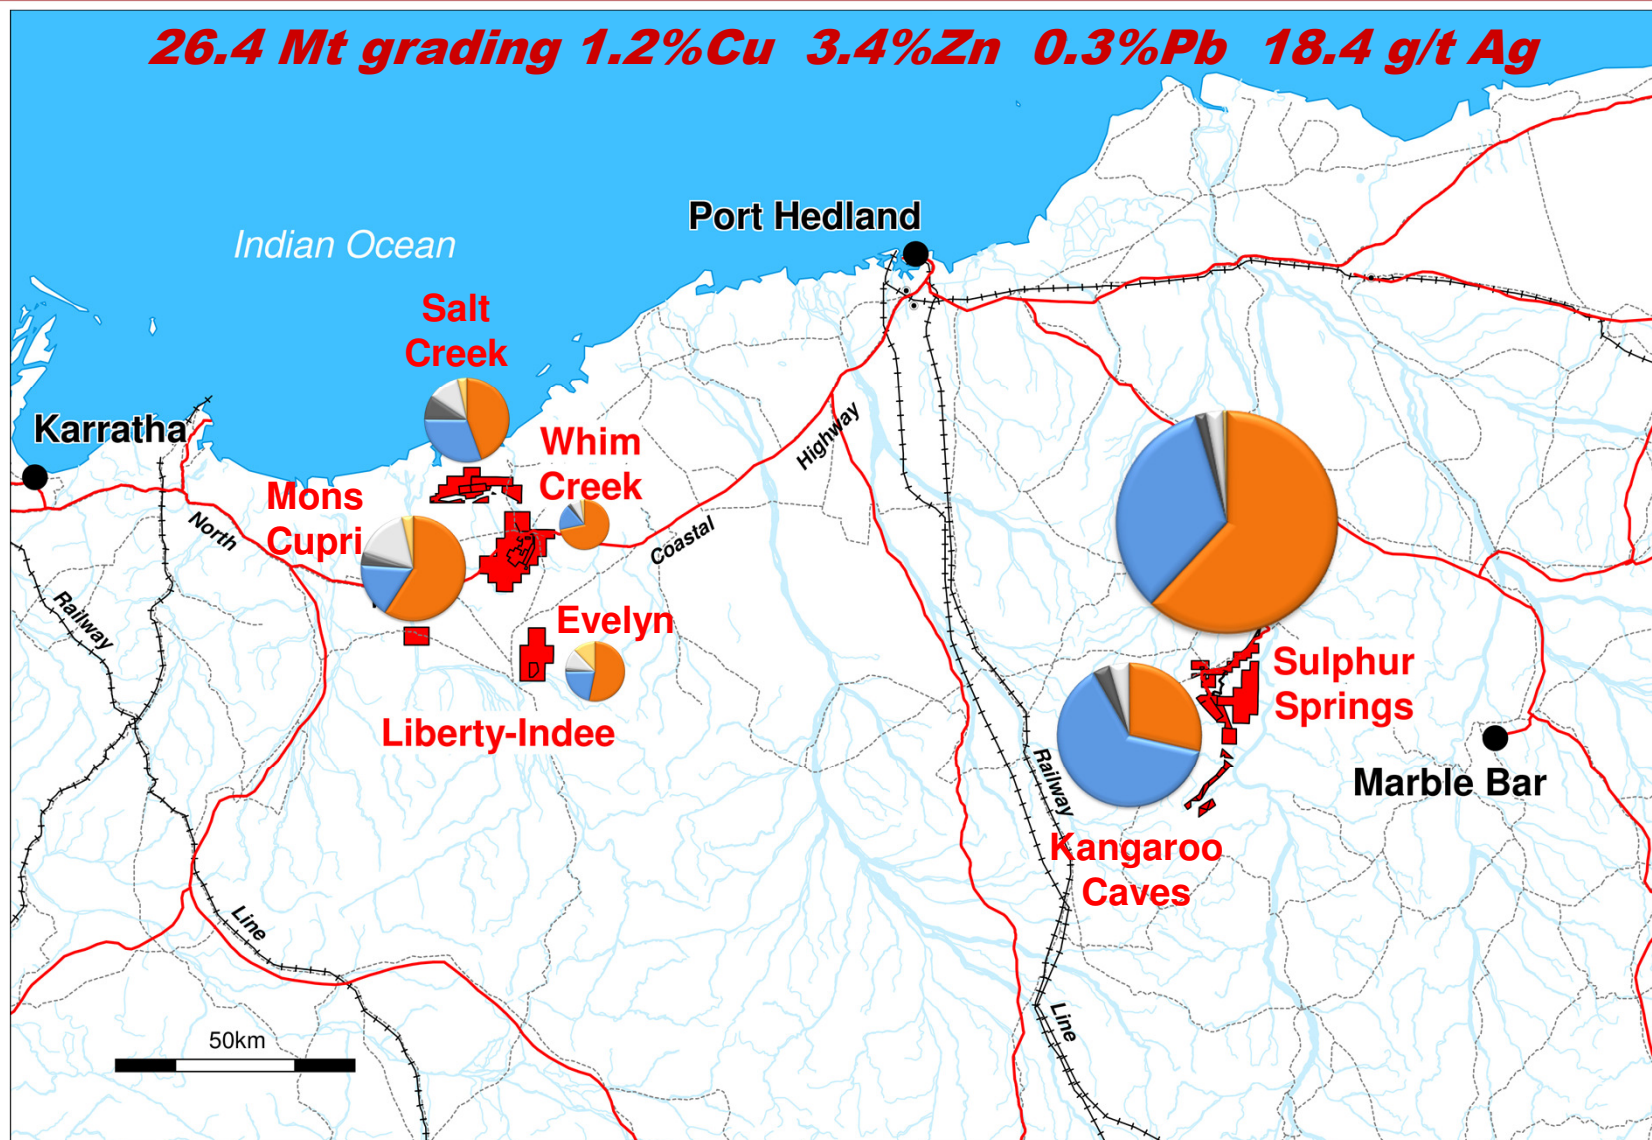 26.4 Mt grading 1.2%Cu 3.4%Zn 0.3%Pb 18.4 g/t Ag
Port Hedland
Indian Ocean
Salt
Creek
Karratha
Whim
Creek
Mons
Cupri
Highway
North
Coastal
Railway
Evelyn
Sulphur
Springs
Liberty-Indee
Railway
Marble Bar
Kangaroo
Caves
Line
Line
50km